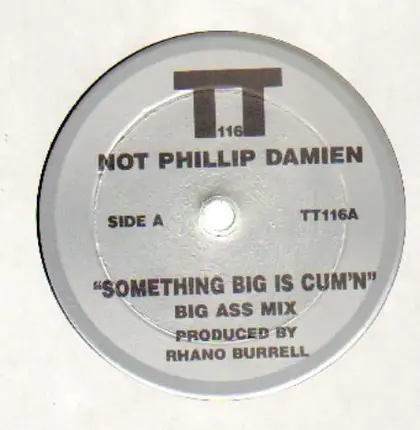 TT
116
NOT PHILLIP DAMIEN
SIDE A TT116A
"SOMETHING BIG IS CUM'N"
BIG ASS MIX
PRODUCED BY
RHANO BURRELL